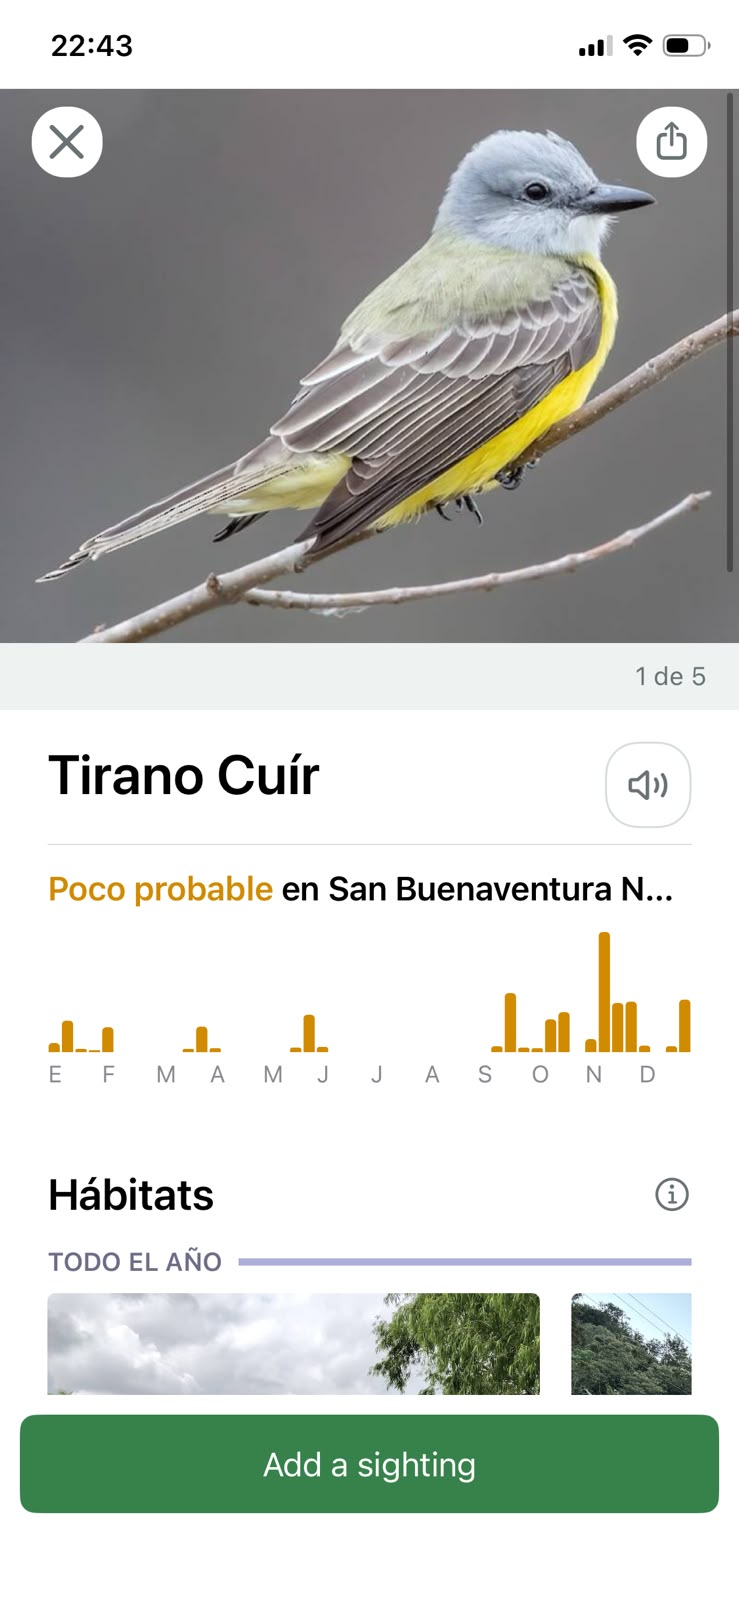 22:43
1 de 5
Tirano Cuír
Poco probable en San Buenaventura N...
E F M A M J J A S O N D
Hábitats
TODO EL AÑO
Add a sighting